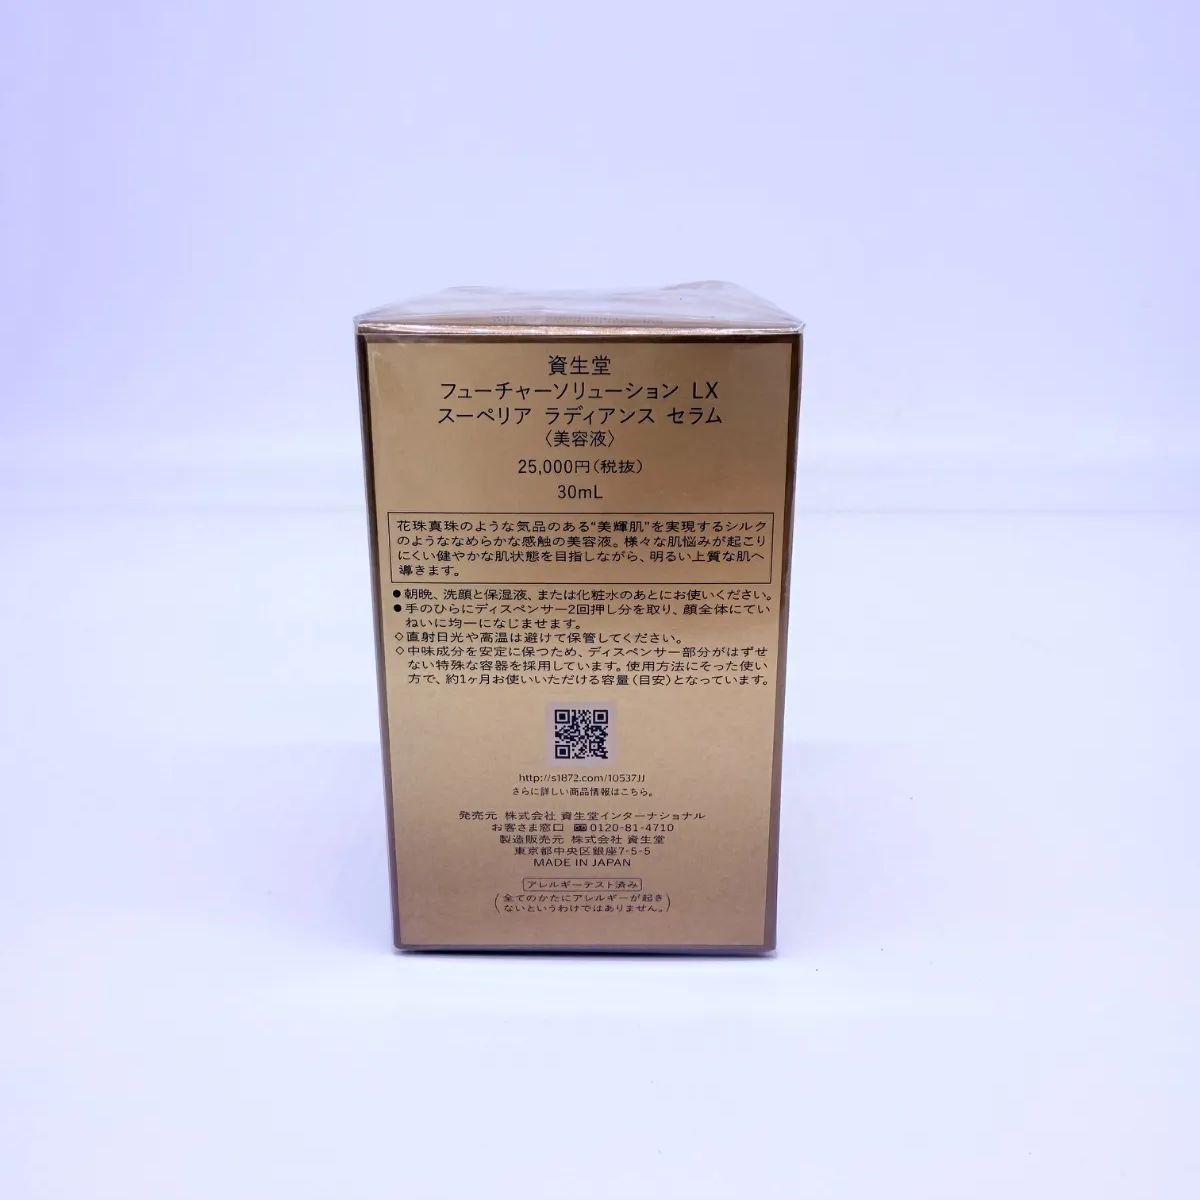 資生堂
フューチャーソリューション LX
スーペリア ラディアンス セラム
〈美容液〉
25,000円(税抜)
30mL
花珠真珠のような気品のある“美輝肌”を実現するシルク
のようななめらかな感触の美容液。様々な肌悩みが起こり
にくい健やかな肌状態を目指しながら、明るい上質な肌へ
導きます。
●朝晩、洗顔と保湿液、または化粧水のあとにお使いください。
●手のひらにディスペンサー2回押し分を取り、顔全体にてい
ねいに均一になじませます。
◇直射日光や高温は避けて保管してください。
◇中味成分を安定に保つため、ディスペンサー部分がはずせ
ない特殊な容器を採用しています。使用方法にそった使い
方で、約1ヶ月お使いいただける容量(目安)となっています。
http://s1872.com/10537JJ
さらに詳しい商品情報はこちら。
発売元 株式会社 資生堂インターナショナル
お客さま窓口 0120-81-4710
製造販売元 株式会社 資生堂
東京都中央区銀座7-5-5
MADE IN JAPAN
アレルギーテスト済み
(全てのかたにアレルギーが起き
ないというわけではありません。)